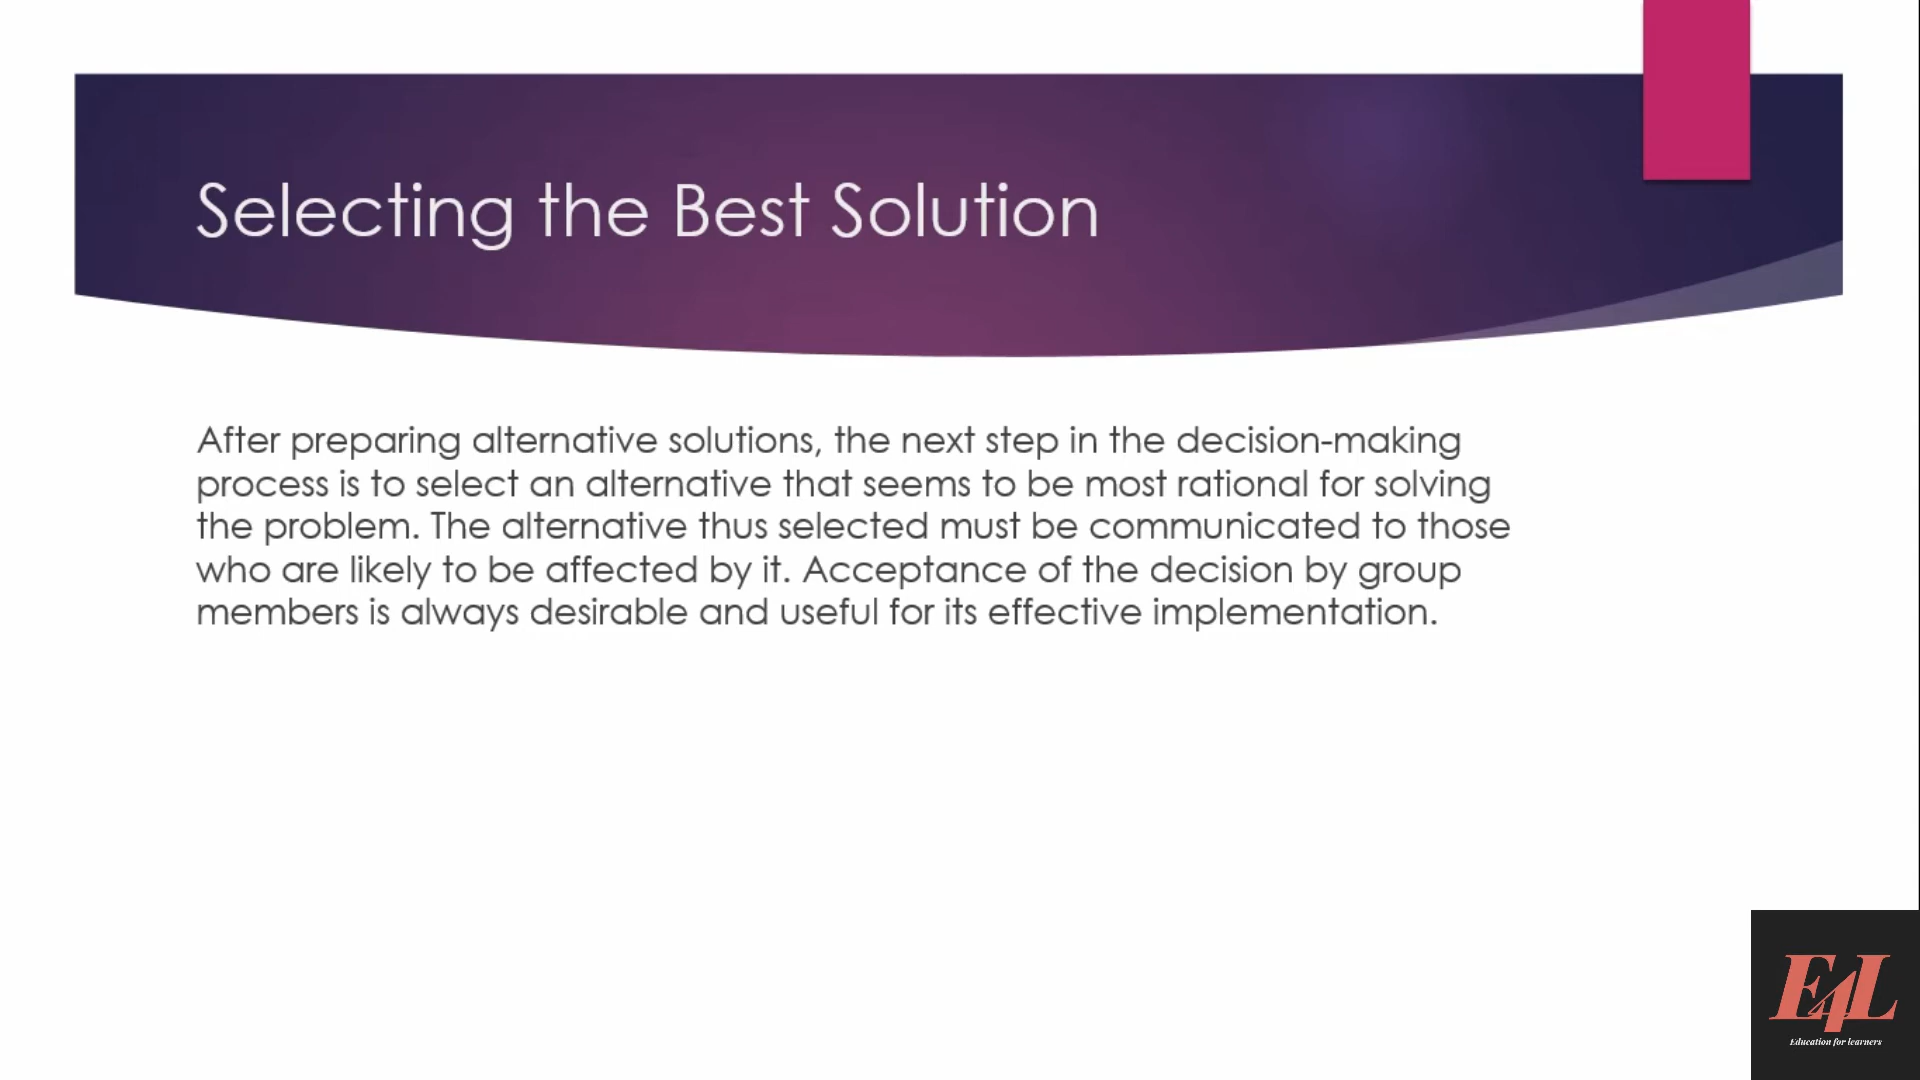 Selecting the Best Solution
After preparing alternative solutions, the next step in the decision-making
process is to select an alternative that seems to be most rational for solving
the problem. The alternative thus selected must be communicated to those
who are likely to be affected by it. Acceptance of the decision by group
members is always desirable and useful for its effective implementation.
E4L
Education for learners